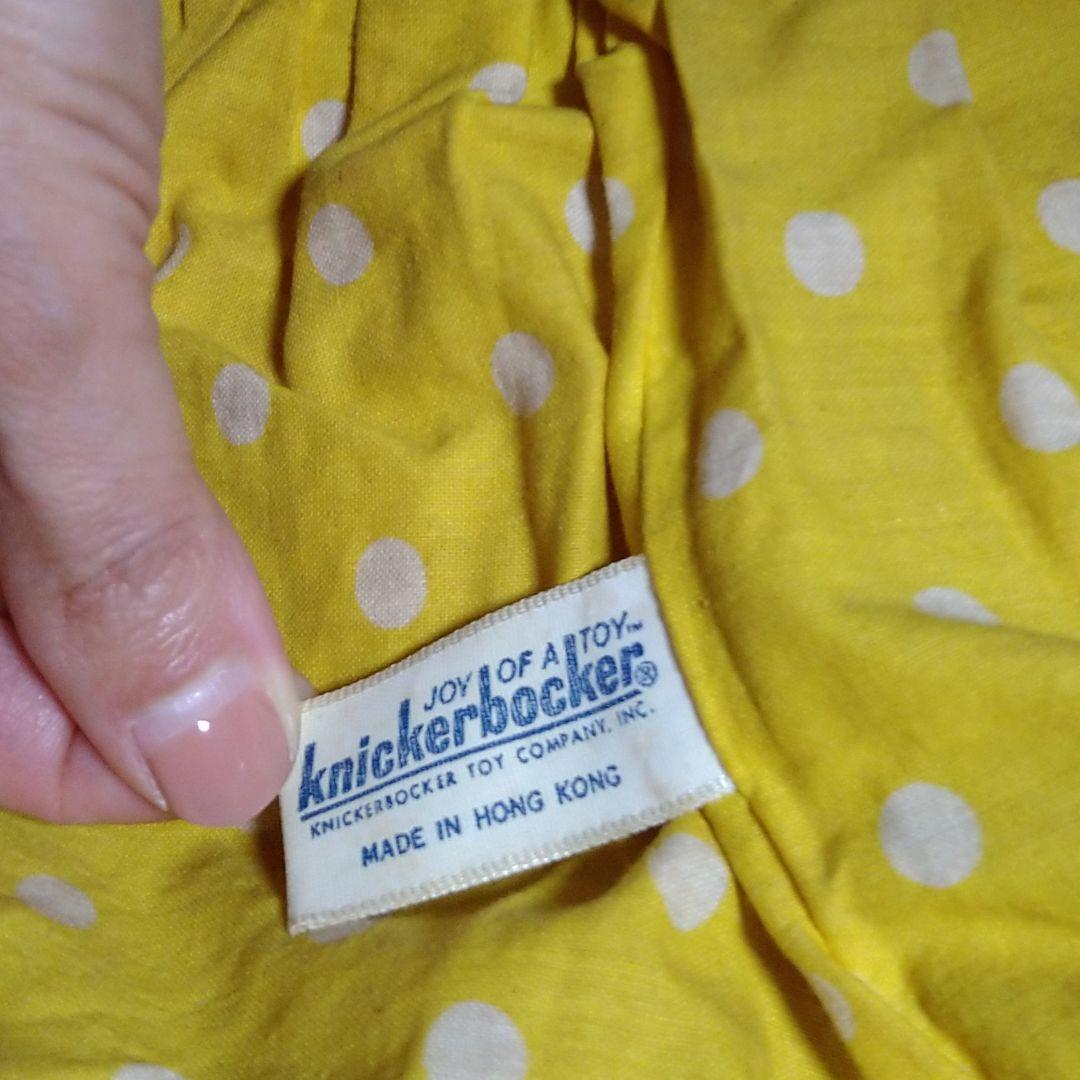 JOY OF A TOY™
knickerbocker®
KNICKERBOCKER TOY COMPANY, INC.
MADE IN HONG KONG